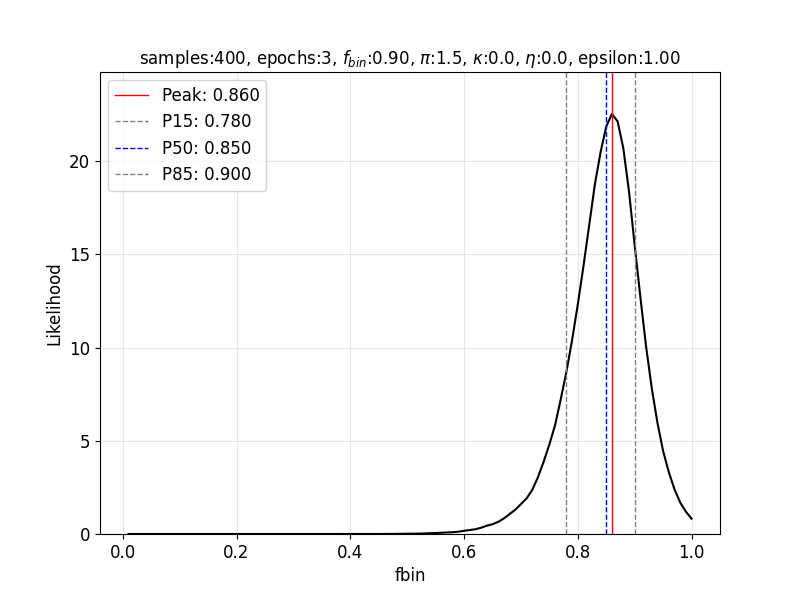 samples:400, epochs:3, f_bin:0.90, π:1.5, κ:0.0, η:0.0, epsilon:1.00
Peak: 0.860
P15: 0.780
P50: 0.850
P85: 0.900
20
15
10
5
0
Likelihood
0.0 0.2 0.4 0.6 0.8 1.0
fbin